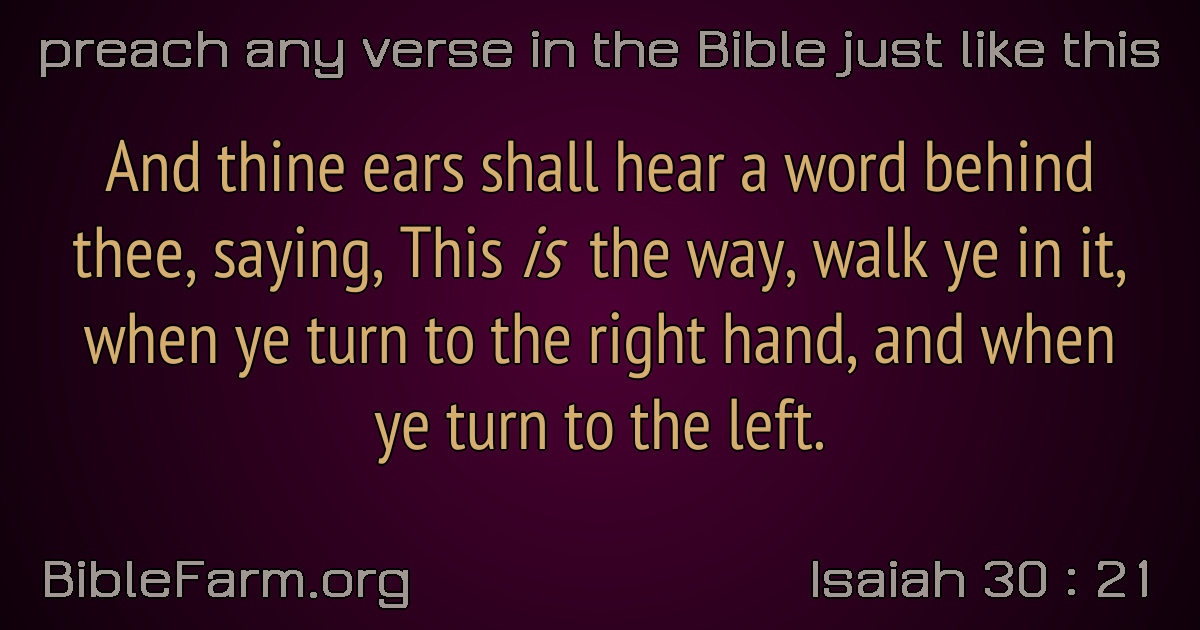 preach any verse in the Bible just like this
And thine ears shall hear a word behind
thee, saying, This is the way, walk ye in it,
when ye turn to the right hand, and when
ye turn to the left.
BibleFarm.org
Isaiah 30 : 21